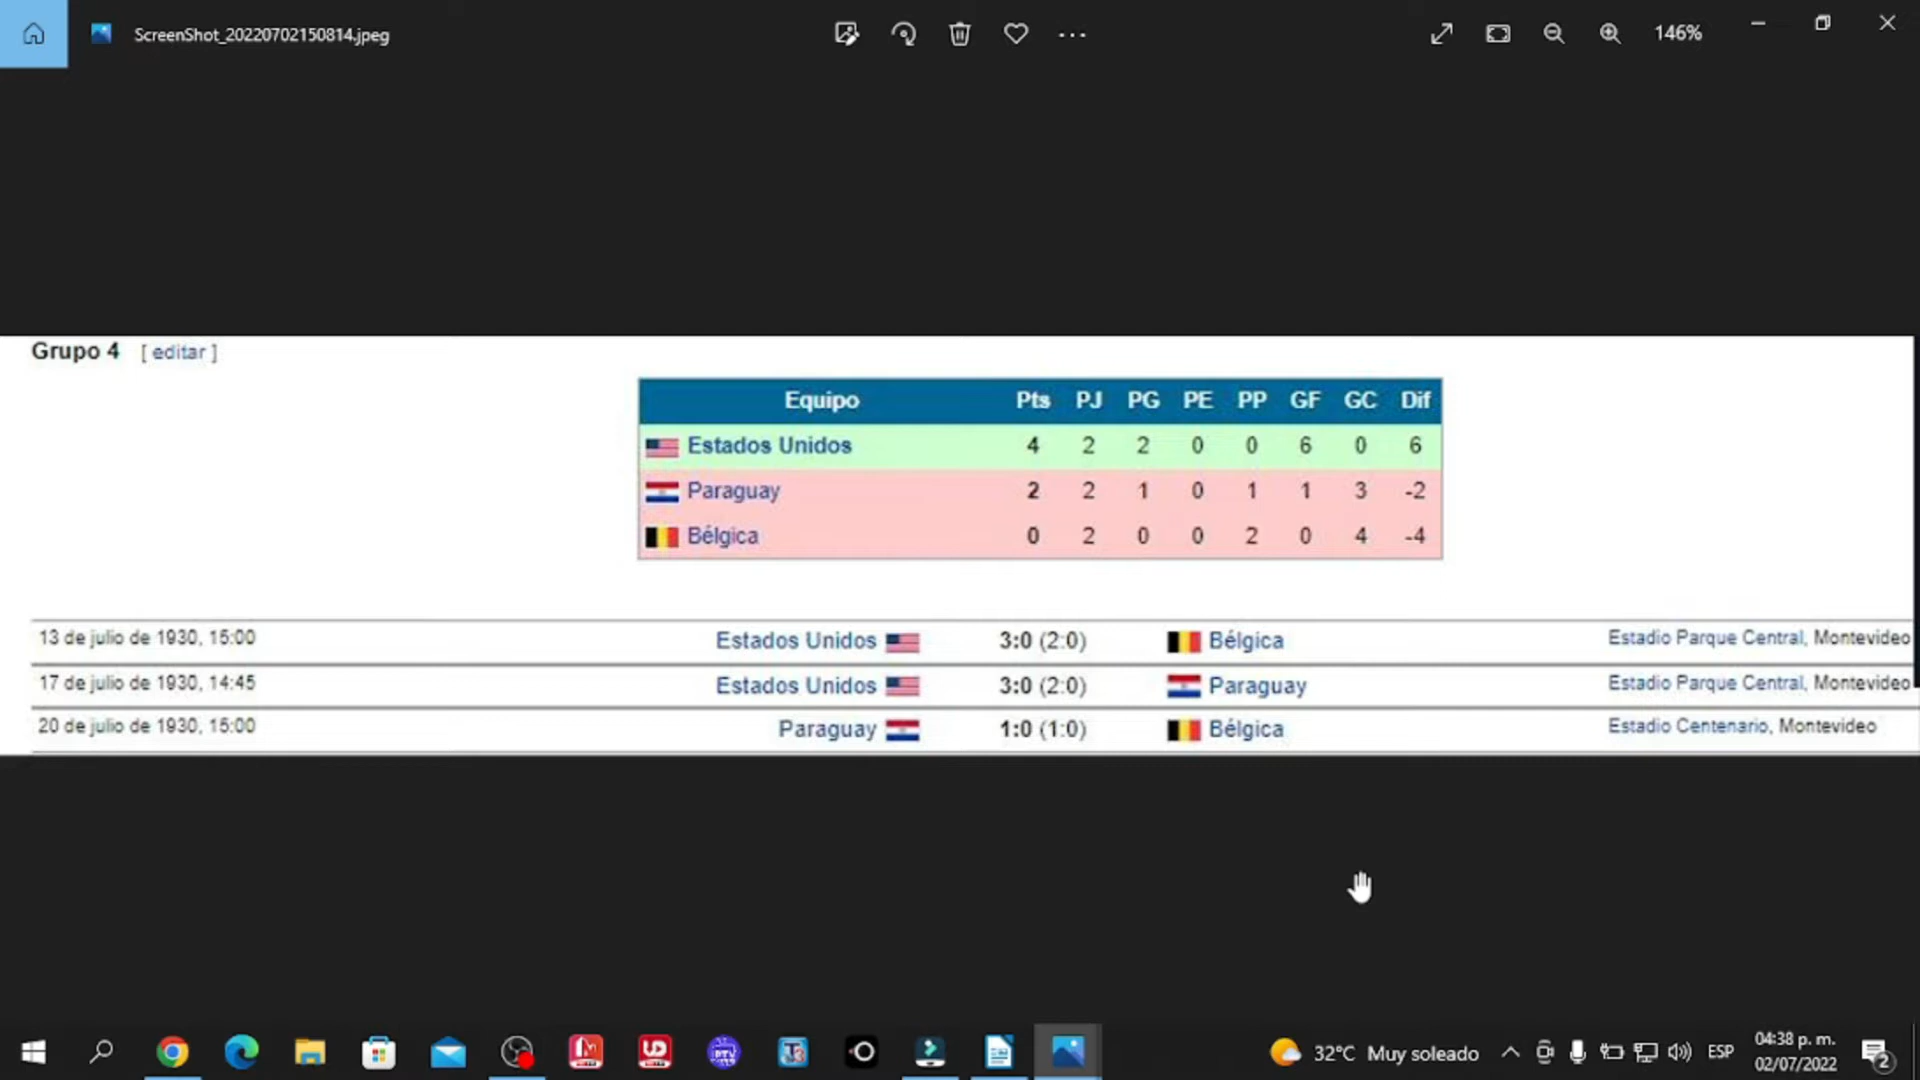 ScreenShot_20220702150814.jpeg
146%
Grupo 4 [ editar ]
Equipo Pts PJ PG PE PP GF GC Dif
Estados Unidos 4 2 2 0 0 6 0 6
Paraguay 2 2 1 0 1 1 3 -2
Bélgica 0 2 0 0 2 0 4 -4
13 de julio de 1930, 15:00 Estados Unidos 3:0 (2:0) Bélgica Estadio Parque Central, Montevideo
17 de julio de 1930, 14:45 Estados Unidos 3:0 (2:0) Paraguay Estadio Parque Central, Montevideo
20 de julio de 1930, 15:00 Paraguay 1:0 (1:0) Bélgica Estadio Centenario, Montevideo
32°C Muy soleado ESP 04:38 p. m.
02/07/2022 2